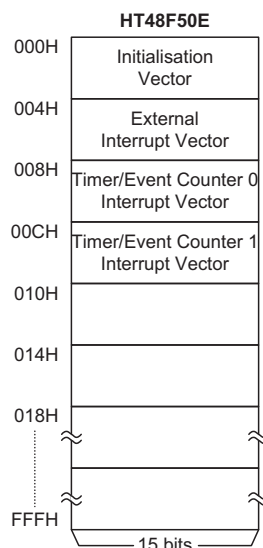 HT48F50E
000H
Initialisation
Vector
004H
External
Interrupt Vector
008H
Timer/Event Counter 0
Interrupt Vector
00CH
Timer/Event Counter 1
Interrupt Vector
010H
014H
018H
FFFH
15 bits